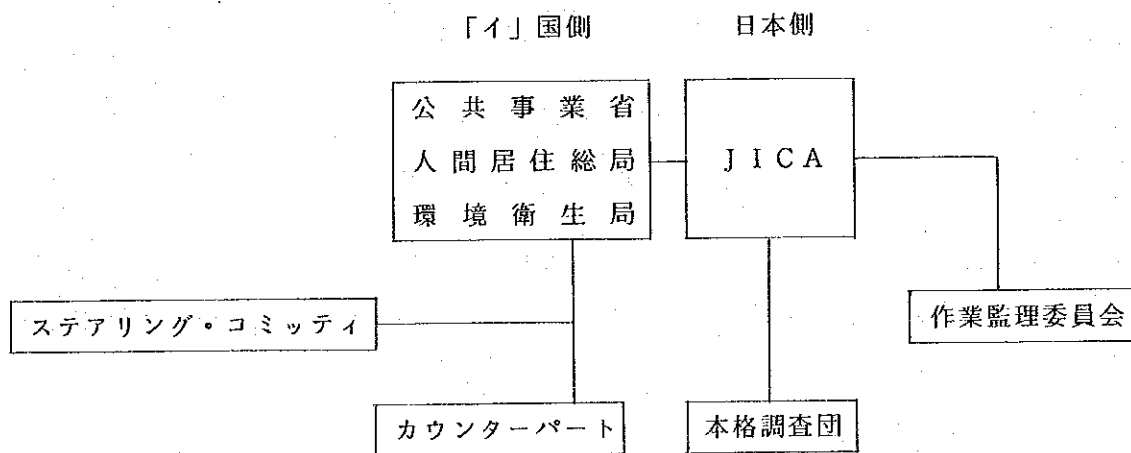 「イ」国側
日本側
公共事業省
人間居住総局
環境衛生局
JICA
ステアリング・コミッティ
作業監理委員会
カウンターパート
本格調査団